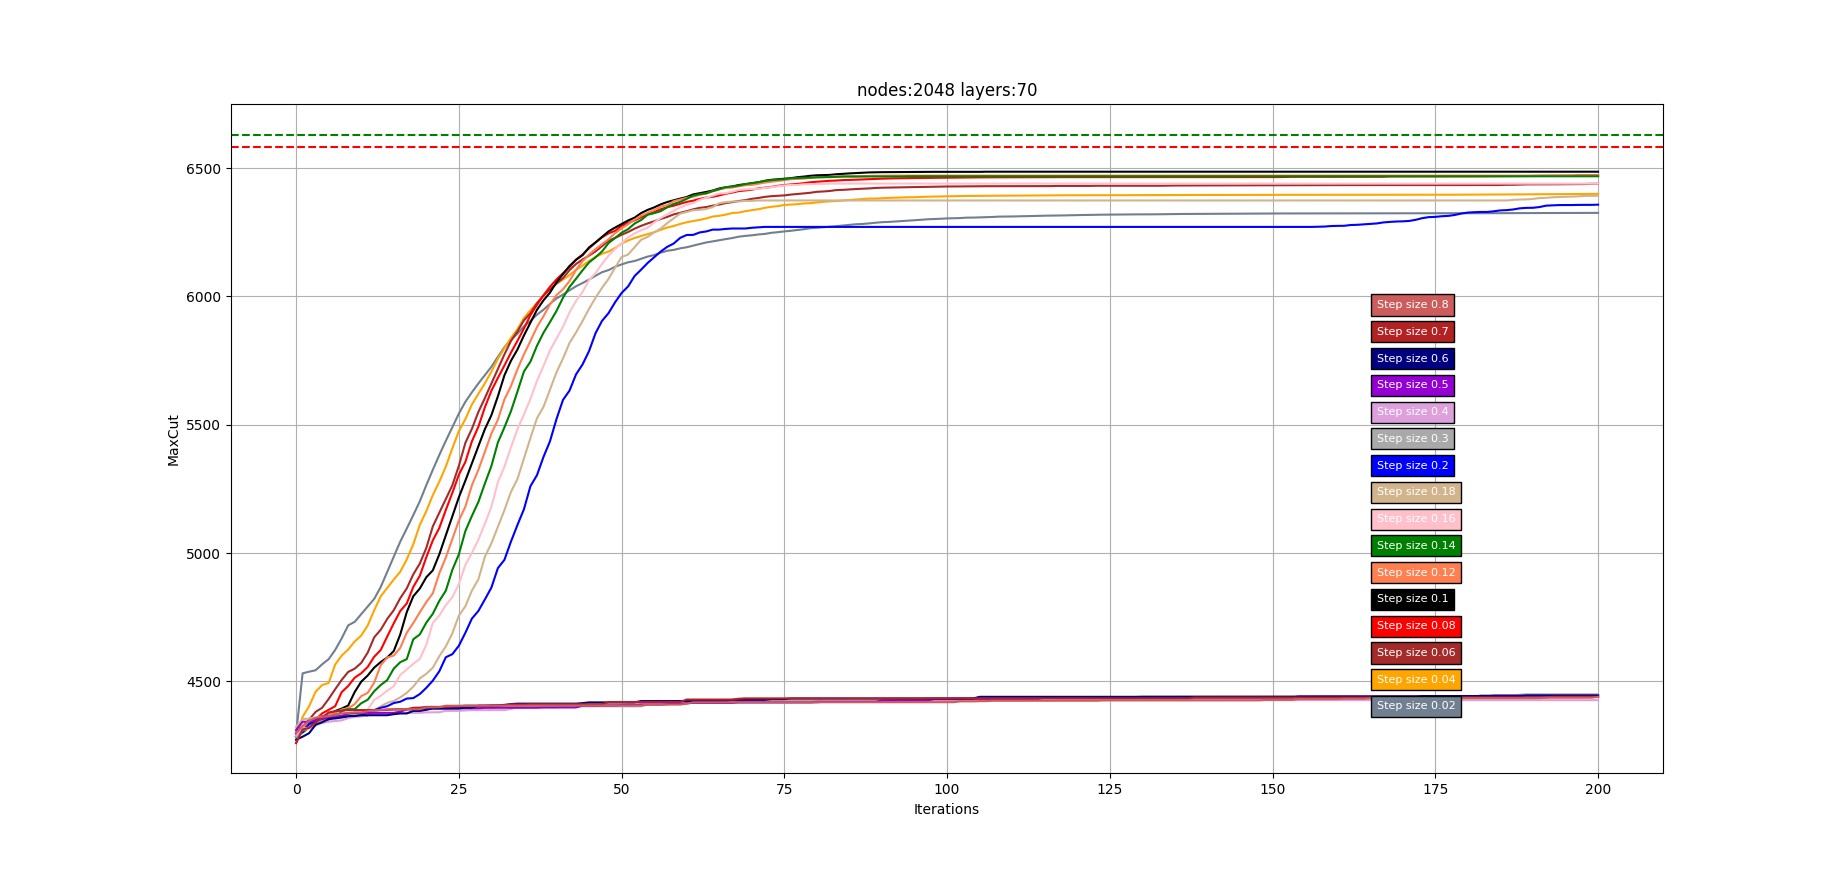 nodes:2048 layers:70
MaxCut
6500
6000
5500
5000
4500
Step size 0.8
Step size 0.7
Step size 0.6
Step size 0.5
Step size 0.4
Step size 0.3
Step size 0.2
Step size 0.18
Step size 0.16
Step size 0.14
Step size 0.12
Step size 0.1
Step size 0.08
Step size 0.06
Step size 0.04
Step size 0.02
0 25 50 75 100 125 150 175 200
Iterations